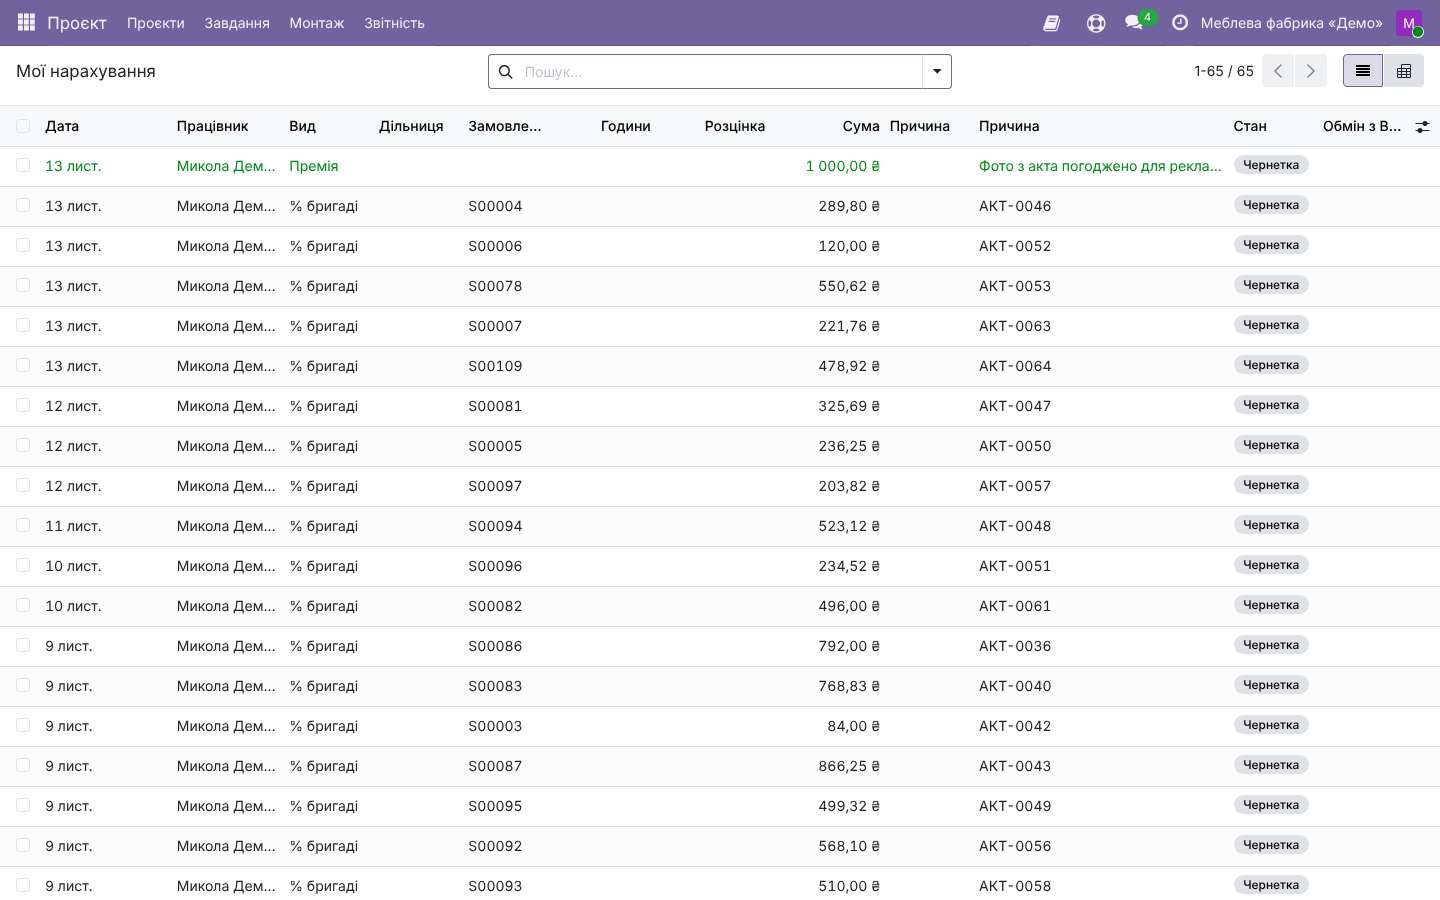 Проєкт Проєкти Завдання Монтаж Звітність 4 Меблева фабрика «Демо» M
Мої нарахування Пошук... 1-65 / 65
Дата Працівник Вид Дільниця Замовле... Години Розцінка Сума Причина Причина Стан Обмін з B...
13 лист. Микола Дем... Премія 1 000,00 ₴ Фото з акта погоджено для рекла... Чернетка
13 лист. Микола Дем... % бригаді S00004 289,80 ₴ АКТ-0046 Чернетка
13 лист. Микола Дем... % бригаді S00006 120,00 ₴ АКТ-0052 Чернетка
13 лист. Микола Дем... % бригаді S00078 550,62 ₴ АКТ-0053 Чернетка
13 лист. Микола Дем... % бригаді S00007 221,76 ₴ АКТ-0063 Чернетка
13 лист. Микола Дем... % бригаді S00109 478,92 ₴ АКТ-0064 Чернетка
12 лист. Микола Дем... % бригаді S00081 325,69 ₴ АКТ-0047 Чернетка
12 лист. Микола Дем... % бригаді S00005 236,25 ₴ АКТ-0050 Чернетка
12 лист. Микола Дем... % бригаді S00097 203,82 ₴ АКТ-0057 Чернетка
11 лист. Микола Дем... % бригаді S00094 523,12 ₴ АКТ-0048 Чернетка
10 лист. Микола Дем... % бригаді S00096 234,52 ₴ АКТ-0051 Чернетка
10 лист. Микола Дем... % бригаді S00082 496,00 ₴ АКТ-0061 Чернетка
9 лист. Микола Дем... % бригаді S00086 792,00 ₴ АКТ-0036 Чернетка
9 лист. Микола Дем... % бригаді S00083 768,83 ₴ АКТ-0040 Чернетка
9 лист. Микола Дем... % бригаді S00003 84,00 ₴ АКТ-0042 Чернетка
9 лист. Микола Дем... % бригаді S00087 866,25 ₴ АКТ-0043 Чернетка
9 лист. Микола Дем... % бригаді S00095 499,32 ₴ АКТ-0049 Чернетка
9 лист. Микола Дем... % бригаді S00092 568,10 ₴ АКТ-0056 Чернетка
9 лист. Микола Дем... % бригаді S00093 510,00 ₴ АКТ-0058 Чернетка